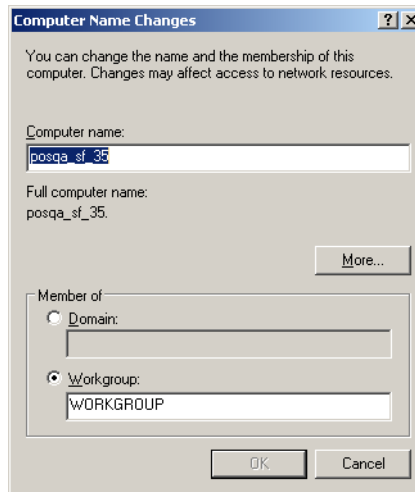 Computer Name Changes
You can change the name and the membership of this
computer. Changes may affect access to network resources.
Computer name:
posqa_sf_35
Full computer name:
posqa_sf_35.
More...
Member of
Domain:
Workgroup:
WORKGROUP
OK
Cancel